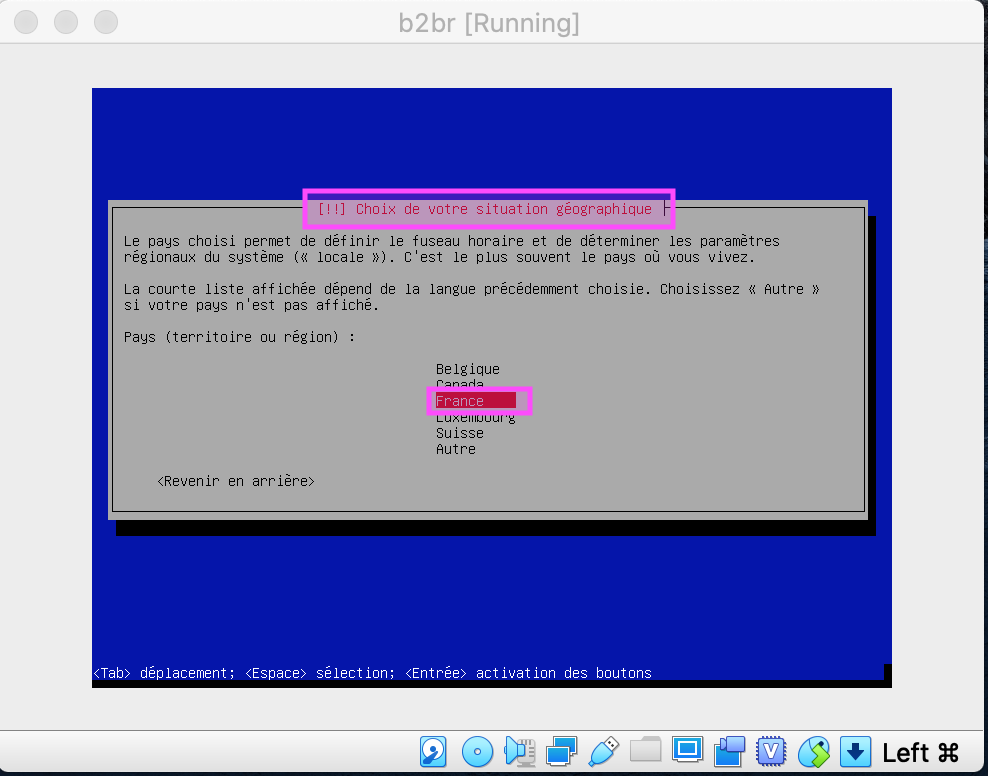 b2br [Running]
[!!] Choix de votre situation géographique
Le pays choisi permet de définir le fuseau horaire et de déterminer les paramètres
régionaux du système (« locale »). C'est le plus souvent le pays où vous vivez.
La courte liste affichée dépend de la langue précédemment choisie. Choisissez « Autre »
si votre pays n'est pas affiché.
Pays (territoire ou région) :
Belgique
Canada
France
Luxembourg
Suisse
Autre
<Revenir en arrière>
<Tab> déplacement; <Espace> sélection; <Entrée> activation des boutons
V
Left ⌘